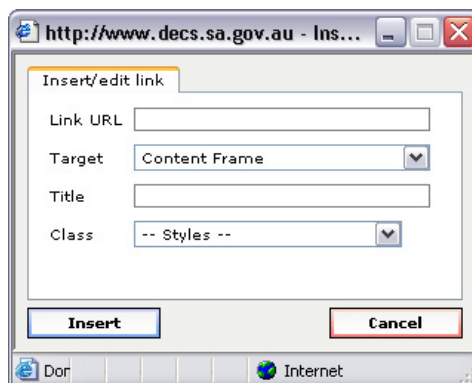 http://www.decs.sa.gov.au - Ins...
Insert/edit link
Link URL
Target Content Frame
Title
Class -- Styles --
Insert Cancel
Dor Internet